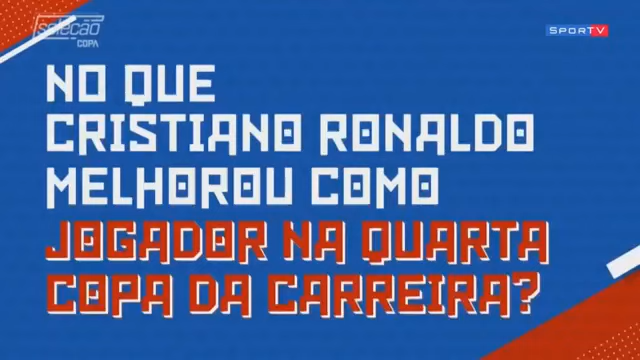 seleção
COPA
SPORTV
NO QUE
CRISTIANO RONALDO
MELHOROU COMO
JOGADOR NA QUARTA
COPA DA CARREIRA?